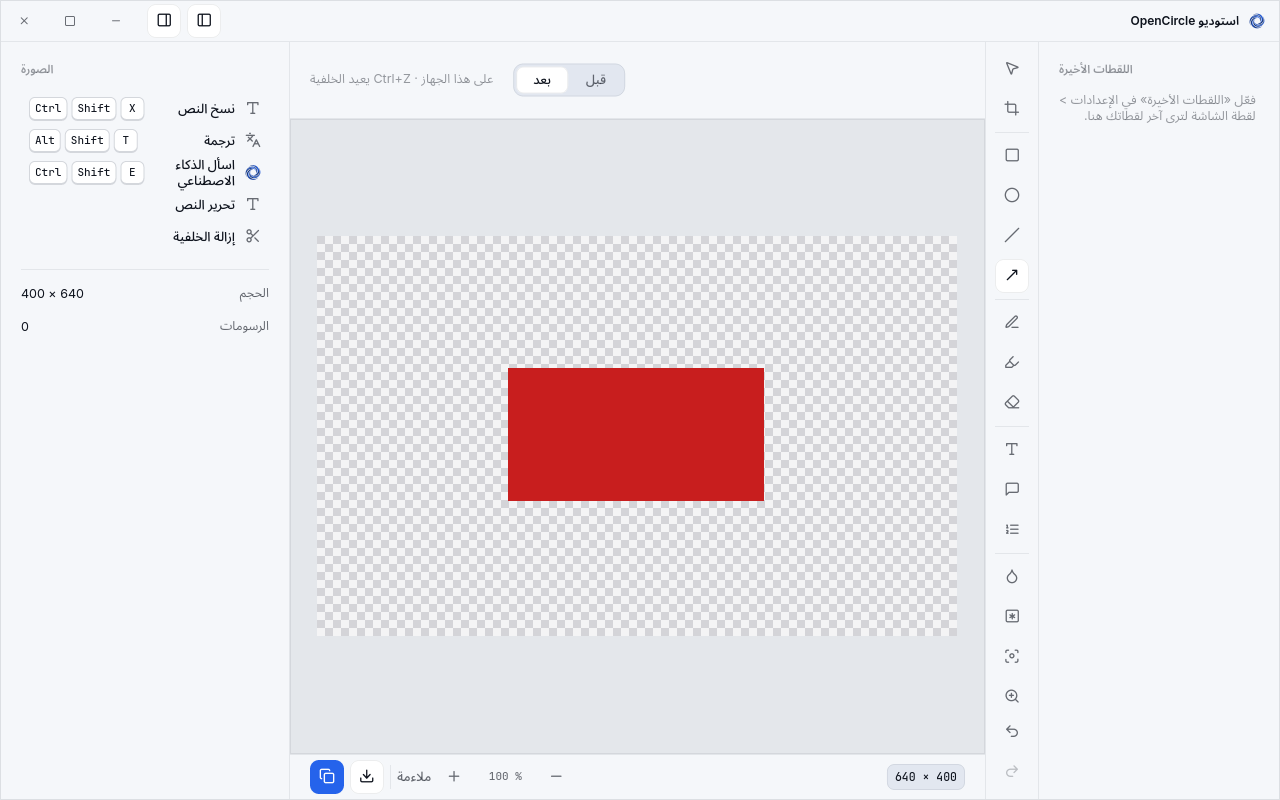 استوديو OpenCircle
اللقطات الأخيرة
فعّل «اللقطات الأخيرة» في الإعدادات >
لقطة الشاشة لترى آخر لقطاتك هنا.
قبل
بعد
على هذا الجهاز · Ctrl+Z يعيد الخلفية
640 × 400
100 %
ملاءمة
الصورة
نسخ النص
Ctrl Shift X
ترجمة
Alt Shift T
اسأل الذكاء
الاصطناعي
Ctrl Shift E
تحرير النص
إزالة الخلفية
الحجم
400 × 640
الرسومات
0